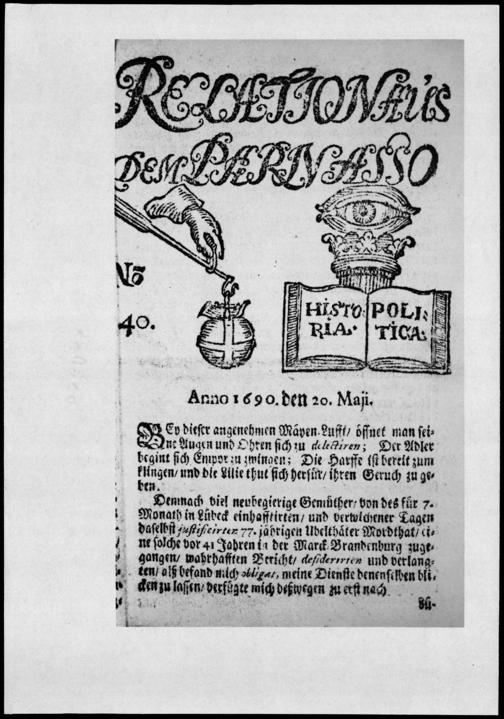 RELATION AUS
DEM PARNASSO
No
40.
HISTO-
RIA.
POLI-
TICA.
Anno 1690. den 20. Maji.
BEy dieser angenehmen Mäyen-Lufft/ öffnet man sei-
ne Augen und Ohren sich zu delectiren; Der Adler
begint sich Empor zu zwingen; Die Harffe ist bereit zum
klingen/ und die Lilie thut sich herfür/ ihren Geruch zu ge-
ben.
Demnach viel neubegierige Gemüther/ von des für 7.
Monath in Lübeck einhafftirten/ und verwichener Tagen
daselbst justificirten 77. jährigen Ubelthäter Mordthat/ ei-
ne solche vor 41 Jahren in der Marck-Brandenburg zuge-
gangen/ wahrhafften Bericht/ desiderirten und verlang-
ten/ alß befand mich obligat, meine Dienste denenselben bli-
cken zu lassen/ verfügte mich deßwegen zu erst nach